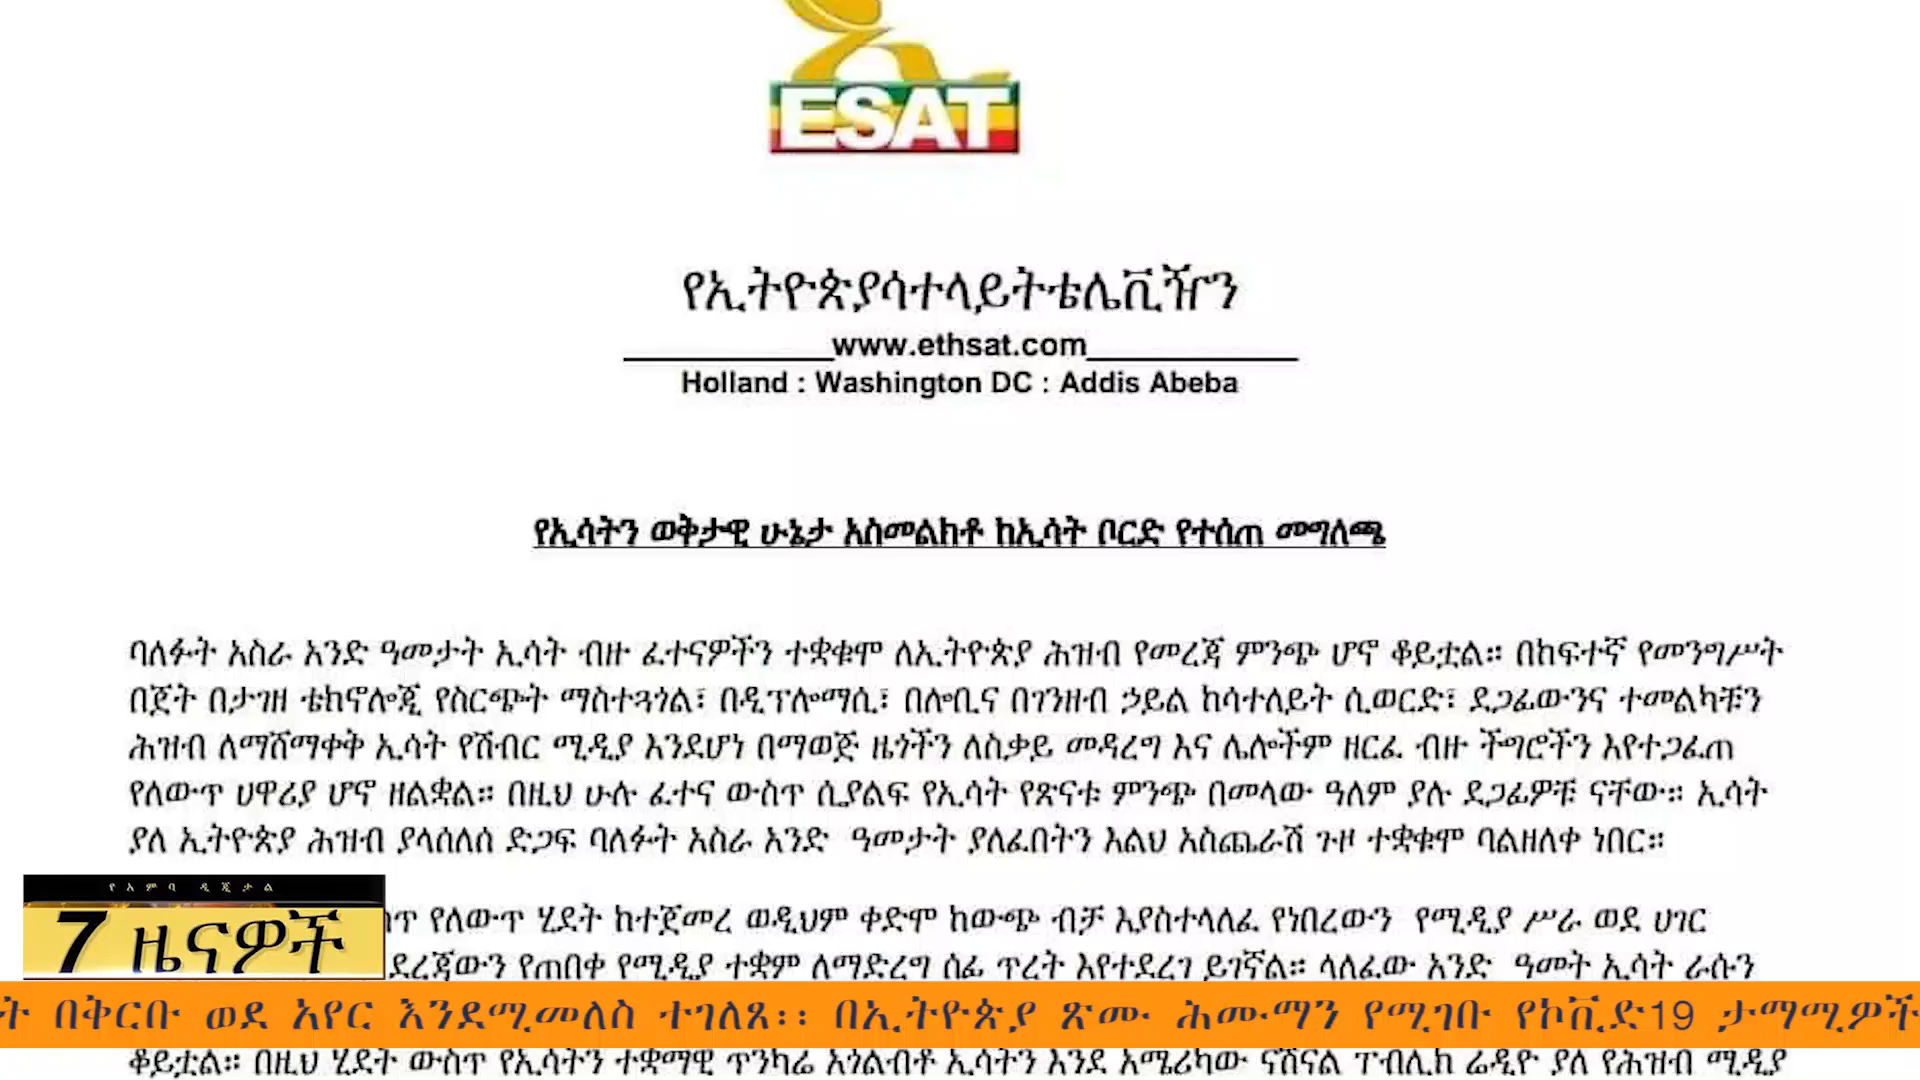 ESAT
የኢትዮጵያሳተላይትቴሌቪዥን
www.ethsat.com
Holland : Washington DC : Addis Abeba
የኢሳትን ወቅታዊ ሁኔታ አስመልክቶ ከኢሳት ቦርድ የተሰጠ መግለጫ
ባለፉት አስራ አንድ ዓመታት ኢሳት ብዙ ፈተናዎችን ተቋቁሞ ለኢትዮጵያ ሕዝብ የመረጃ ምንጭ ሆኖ ቆይቷል። በከፍተኛ የመንግሥት
በጀት በታገዘ ቴክኖሎጂ የስርጭት ማስተጓጎል፣ በዲፕሎማሲ፣ በሎቢና በገንዘብ ኃይል ከሳተለይት ሲወርድ፣ ደጋፊውንና ተመልካቹን
ሕዝብ ለማሸማቀቅ ኢሳት የሽብር ሚዲያ እንደሆነ በማወጅ ዜጎችን ለስቃይ መዳረግ እና ሌሎችም ዘርፈ ብዙ ችግሮችን እየተጋፈጠ
የለውጥ ሀዋሪያ ሆኖ ዘልቋል። በዚህ ሁሉ ፈተና ውስጥ ሲያልፍ የኢሳት የጽናቱ ምንጭ በመላው ዓለም ያሉ ደጋፊዎቹ ናቸው። ኢሳት
ያለ ኢትዮጵያ ሕዝብ ያላሰለሰ ድጋፍ ባለፉት አስራ አንድ ዓመታት ያለፈበትን እልህ አስጨራሽ ጉዞ ተቋቁሞ ባልዘለቀ ነበር።
የለውጥ ሂደት ከተጀመረ ወዲህም ቀድሞ ከውጭ ብቻ እያስተላለፈ የነበረውን የሚዲያ ሥራ ወደ ሀገር
ደረጃውን የጠበቀ የሚዲያ ተቋም ለማድረግ ሰፊ ጥረት እየተደረገ ይገኛል። ላለፈው አንድ ዓመት ኢሳት ራሱን
የአምባ ዲጂታል
7 ዜናዎች
ት በቅርቡ ወደ አየር እንደሚመለስ ተገለጸ፡፡ በኢትዮጵያ ጽሙ ሕሙማን የሚገቡ የኮቪድ19 ታማሚዎች
ቆይቷል። በዚህ ሂደት ውስጥ የኢሳትን ተቋማዊ ጥንካሬ አጎልብቶ ኢሳትን እንደ አሜሪካው ናሽናል ፐብሊክ ሬዲዮ ያለ የሕዝብ ሚዲያ